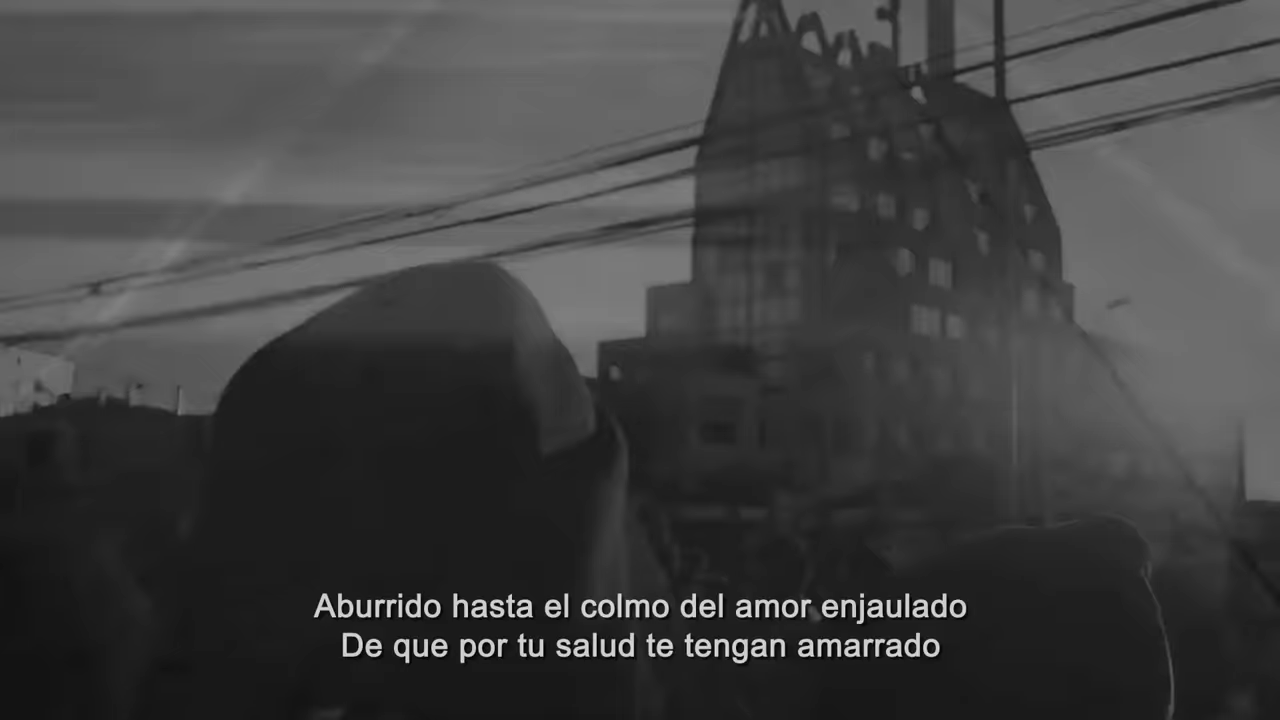 Aburrido hasta el colmo del amor enjaulado
De que por tu salud te tengan amarrado